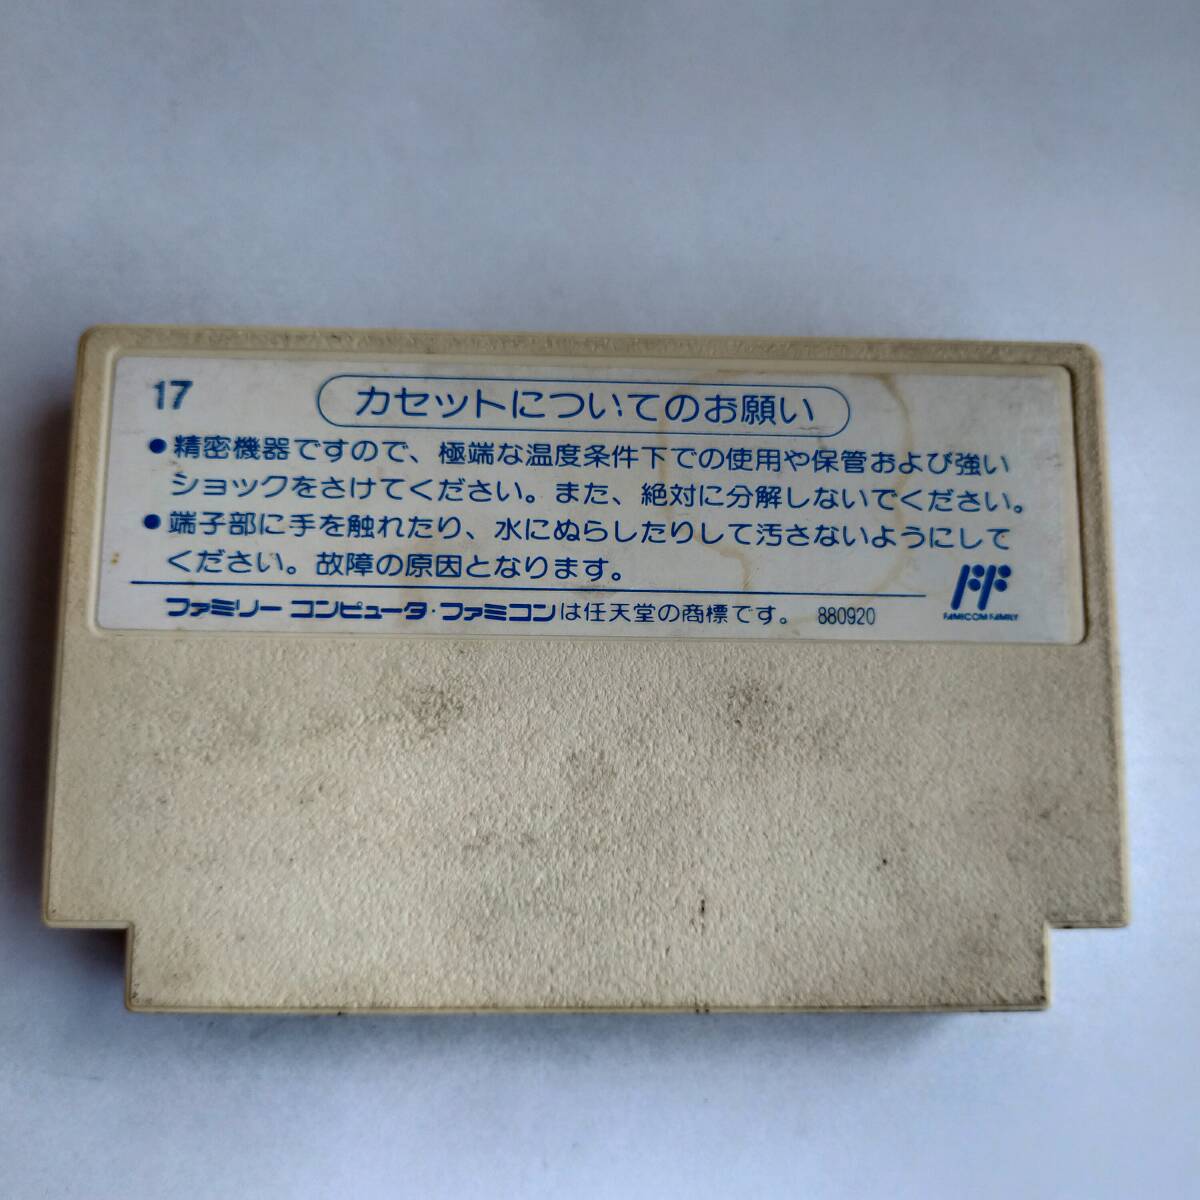 17
カセットについてのお願い
●精密機器ですので、極端な温度条件下での使用や保管および強い
ショックをさけてください。また、絶対に分解しないでください。
●端子部に手を触れたり、水にぬらしたりして汚さないようにして
ください。故障の原因となります。
ファミリー コンピュータ・ファミコンは任天堂の商標です。 880920
FAMICOM FAMILY